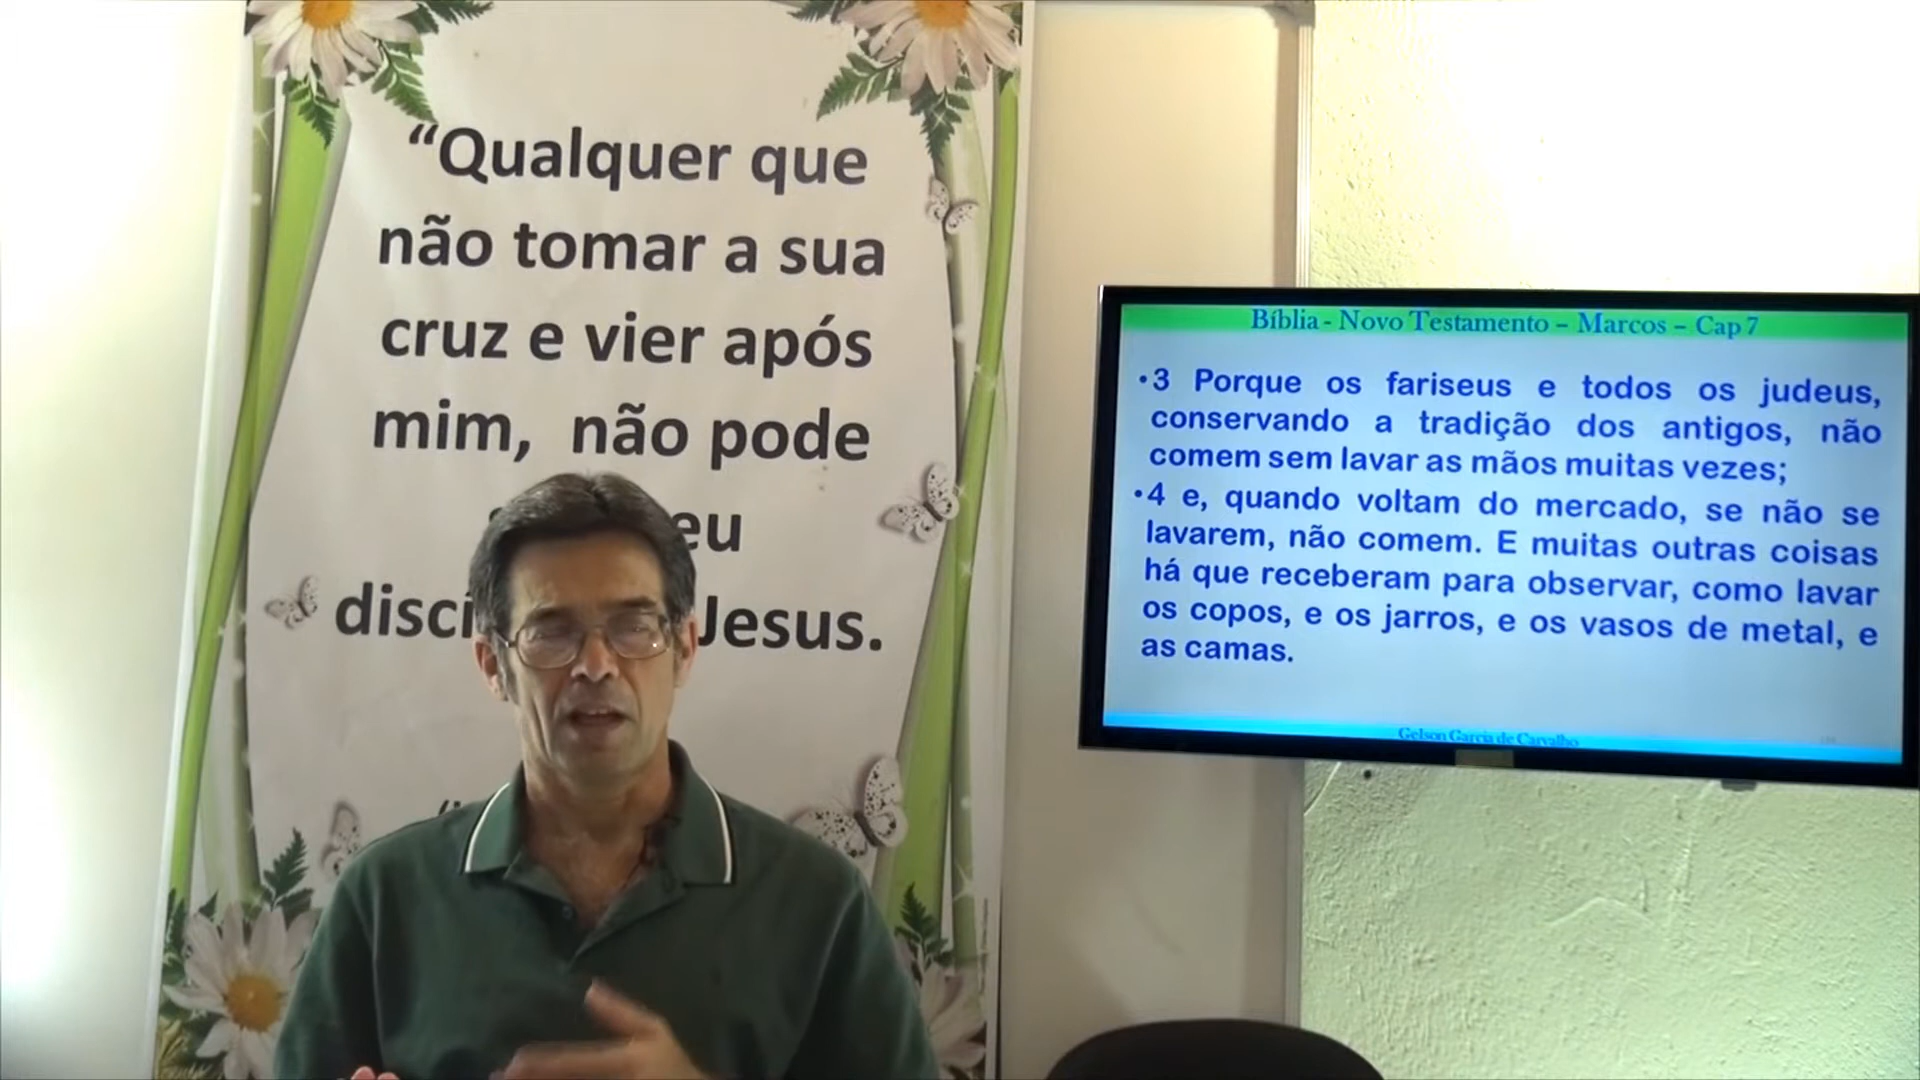 “Qualquer que
não tomar a sua
cruz e vier após
mim, não pode
eu
Jesus.
Bíblia - Novo Testamento – Marcos – Cap 7
•3 Porque os fariseus e todos os judeus,
conservando a tradição dos antigos, não
comem sem lavar as mãos muitas vezes;
•4 e, quando voltam do mercado, se não se
lavarem, não comem. E muitas outras coisas
há que receberam para observar, como lavar
os copos, e os jarros, e os vasos de metal, e
as camas.
Gelson Garcia de Carvalho